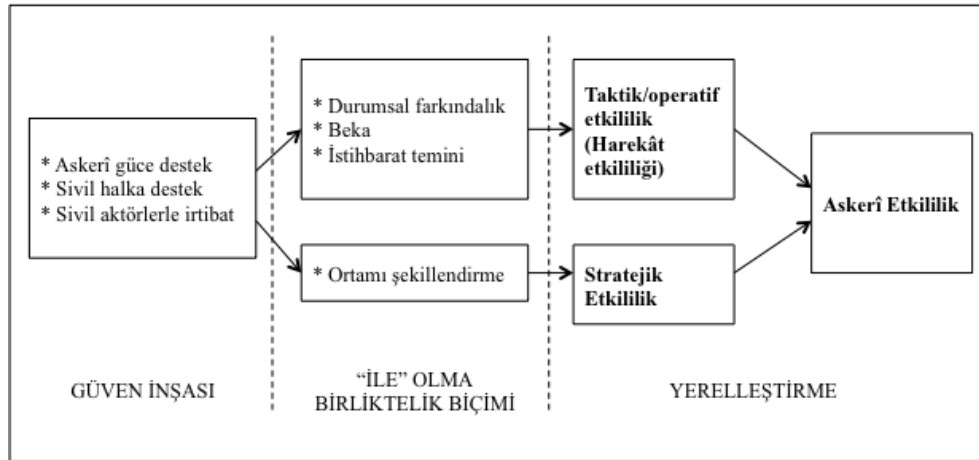 * Askerî güce destek
* Sivil halka destek
* Sivil aktörlerle irtibat
* Durumsal farkındalık
* Beka
* İstihbarat temini
* Ortamı şekillendirme
Taktik/operatif
etkililik
(Harekât
etkililiği)
Stratejik
Etkililik
Askerî Etkililik
GÜVEN İNŞASI
“İLE” OLMA
BİRLİKTELİK BİÇİMİ
YERELLEŞTİRME